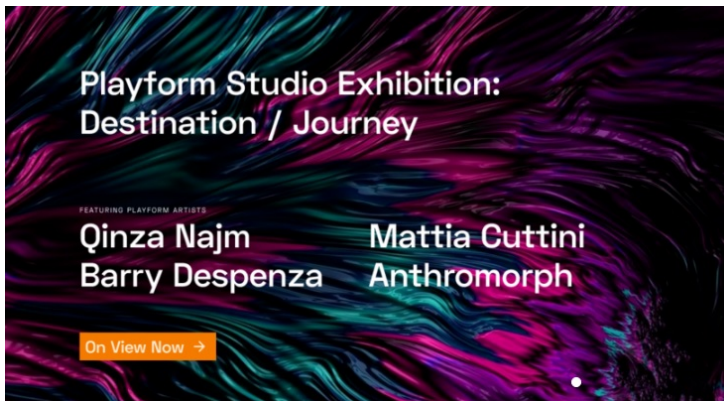 Playform Studio Exhibition:
Destination / Journey
FEATURING PLAYFORM ARTISTS
Qinza Najm
Barry Despenza
Mattia Cuttini
Anthromorph
On View Now →